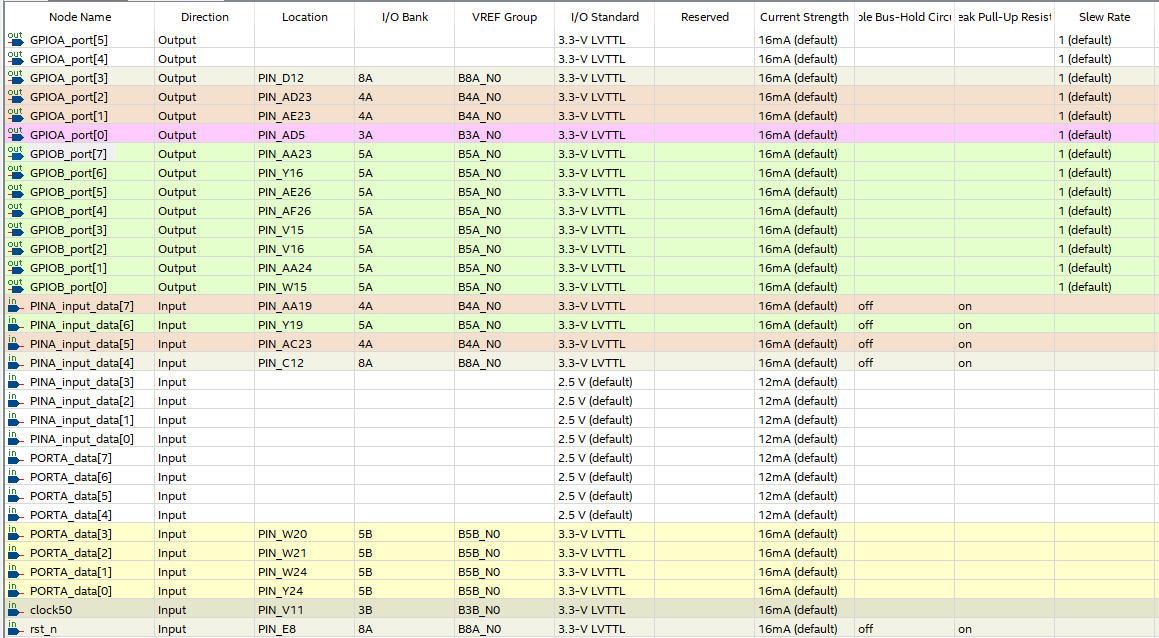 Node Name Direction Location I/O Bank VREF Group I/O Standard Reserved Current Strength ble Bus-Hold Circu eak Pull-Up Resist Slew Rate
out GPIOA_port[5] Output 3.3-V LVTTL 16mA (default) 1 (default)
out GPIOA_port[4] Output 3.3-V LVTTL 16mA (default) 1 (default)
out GPIOA_port[3] Output PIN_D12 8A B8A_N0 3.3-V LVTTL 16mA (default) 1 (default)
out GPIOA_port[2] Output PIN_AD23 4A B4A_N0 3.3-V LVTTL 16mA (default) 1 (default)
out GPIOA_port[1] Output PIN_AE23 4A B4A_N0 3.3-V LVTTL 16mA (default) 1 (default)
out GPIOA_port[0] Output PIN_AD5 3A B3A_N0 3.3-V LVTTL 16mA (default) 1 (default)
out GPIOB_port[7] Output PIN_AA23 5A B5A_N0 3.3-V LVTTL 16mA (default) 1 (default)
out GPIOB_port[6] Output PIN_Y16 5A B5A_N0 3.3-V LVTTL 16mA (default) 1 (default)
out GPIOB_port[5] Output PIN_AE26 5A B5A_N0 3.3-V LVTTL 16mA (default) 1 (default)
out GPIOB_port[4] Output PIN_AF26 5A B5A_N0 3.3-V LVTTL 16mA (default) 1 (default)
out GPIOB_port[3] Output PIN_V15 5A B5A_N0 3.3-V LVTTL 16mA (default) 1 (default)
out GPIOB_port[2] Output PIN_V16 5A B5A_N0 3.3-V LVTTL 16mA (default) 1 (default)
out GPIOB_port[1] Output PIN_AA24 5A B5A_N0 3.3-V LVTTL 16mA (default) 1 (default)
out GPIOB_port[0] Output PIN_W15 5A B5A_N0 3.3-V LVTTL 16mA (default) 1 (default)
in PINA_input_data[7] Input PIN_AA19 4A B4A_N0 3.3-V LVTTL 16mA (default) off on
in PINA_input_data[6] Input PIN_Y19 5A B5A_N0 3.3-V LVTTL 16mA (default) off on
in PINA_input_data[5] Input PIN_AC23 4A B4A_N0 3.3-V LVTTL 16mA (default) off on
in PINA_input_data[4] Input PIN_C12 8A B8A_N0 3.3-V LVTTL 16mA (default) off on
in PINA_input_data[3] Input 2.5 V (default) 12mA (default)
in PINA_input_data[2] Input 2.5 V (default) 12mA (default)
in PINA_input_data[1] Input 2.5 V (default) 12mA (default)
in PINA_input_data[0] Input 2.5 V (default) 12mA (default)
in PORTA_data[7] Input 2.5 V (default) 12mA (default)
in PORTA_data[6] Input 2.5 V (default) 12mA (default)
in PORTA_data[5] Input 2.5 V (default) 12mA (default)
in PORTA_data[4] Input 2.5 V (default) 12mA (default)
in PORTA_data[3] Input PIN_W20 5B B5B_N0 3.3-V LVTTL 16mA (default)
in PORTA_data[2] Input PIN_W21 5B B5B_N0 3.3-V LVTTL 16mA (default)
in PORTA_data[1] Input PIN_W24 5B B5B_N0 3.3-V LVTTL 16mA (default)
in PORTA_data[0] Input PIN_Y24 5B B5B_N0 3.3-V LVTTL 16mA (default)
in clock50 Input PIN_V11 3B B3B_N0 3.3-V LVTTL 16mA (default)
in rst_n Input PIN_E8 8A B8A_N0 3.3-V LVTTL 16mA (default) off on